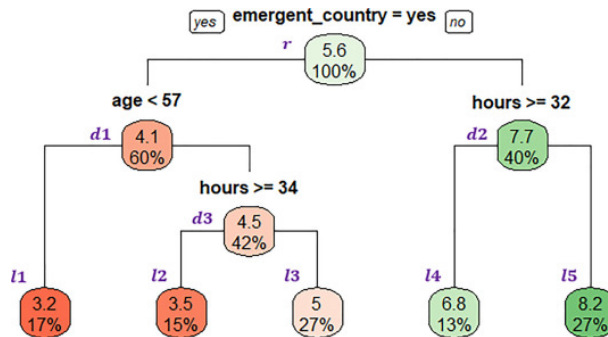 emergent_country = yes
yes
no
r
5.6
100%
age < 57
hours >= 32
d1
4.1
60%
d2
7.7
40%
hours >= 34
d3
4.5
42%
l1
3.2
17%
l2
3.5
15%
l3
5
27%
l4
6.8
13%
l5
8.2
27%